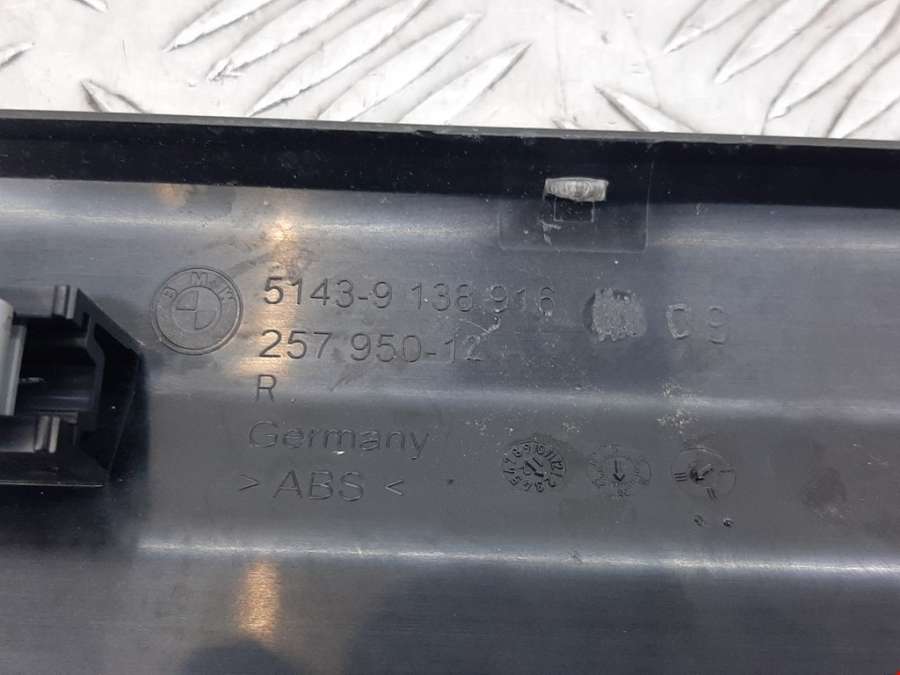 BMW
5143-9 138 916
257 950-12
R
Germany
> ABS <